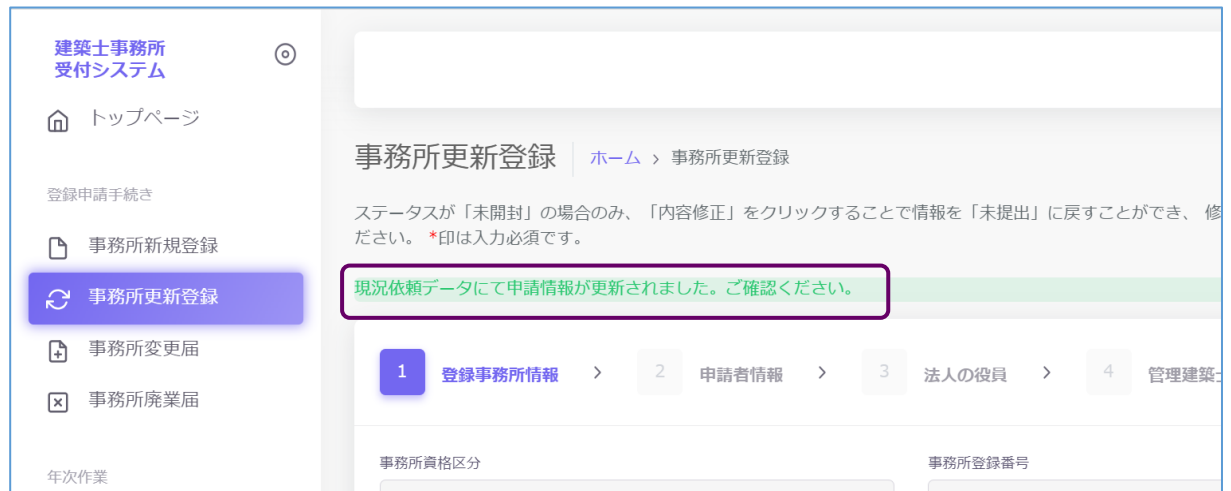 建築士事務所
受付システム
トップページ
登録申請手続き
事務所新規登録
事務所更新登録
事務所変更届
事務所廃業届
年次作業
事務所更新登録
ホーム > 事務所更新登録
ステータスが「未開封」の場合のみ、「内容修正」をクリックすることで情報を「未提出」に戻すことができ、 修
ださい。 *印は入力必須です。
現況依頼データにて申請情報が更新されました。ご確認ください。
1 登録事務所情報 > 2 申請者情報 > 3 法人の役員 > 4 管理建築士
事務所資格区分
事務所登録番号